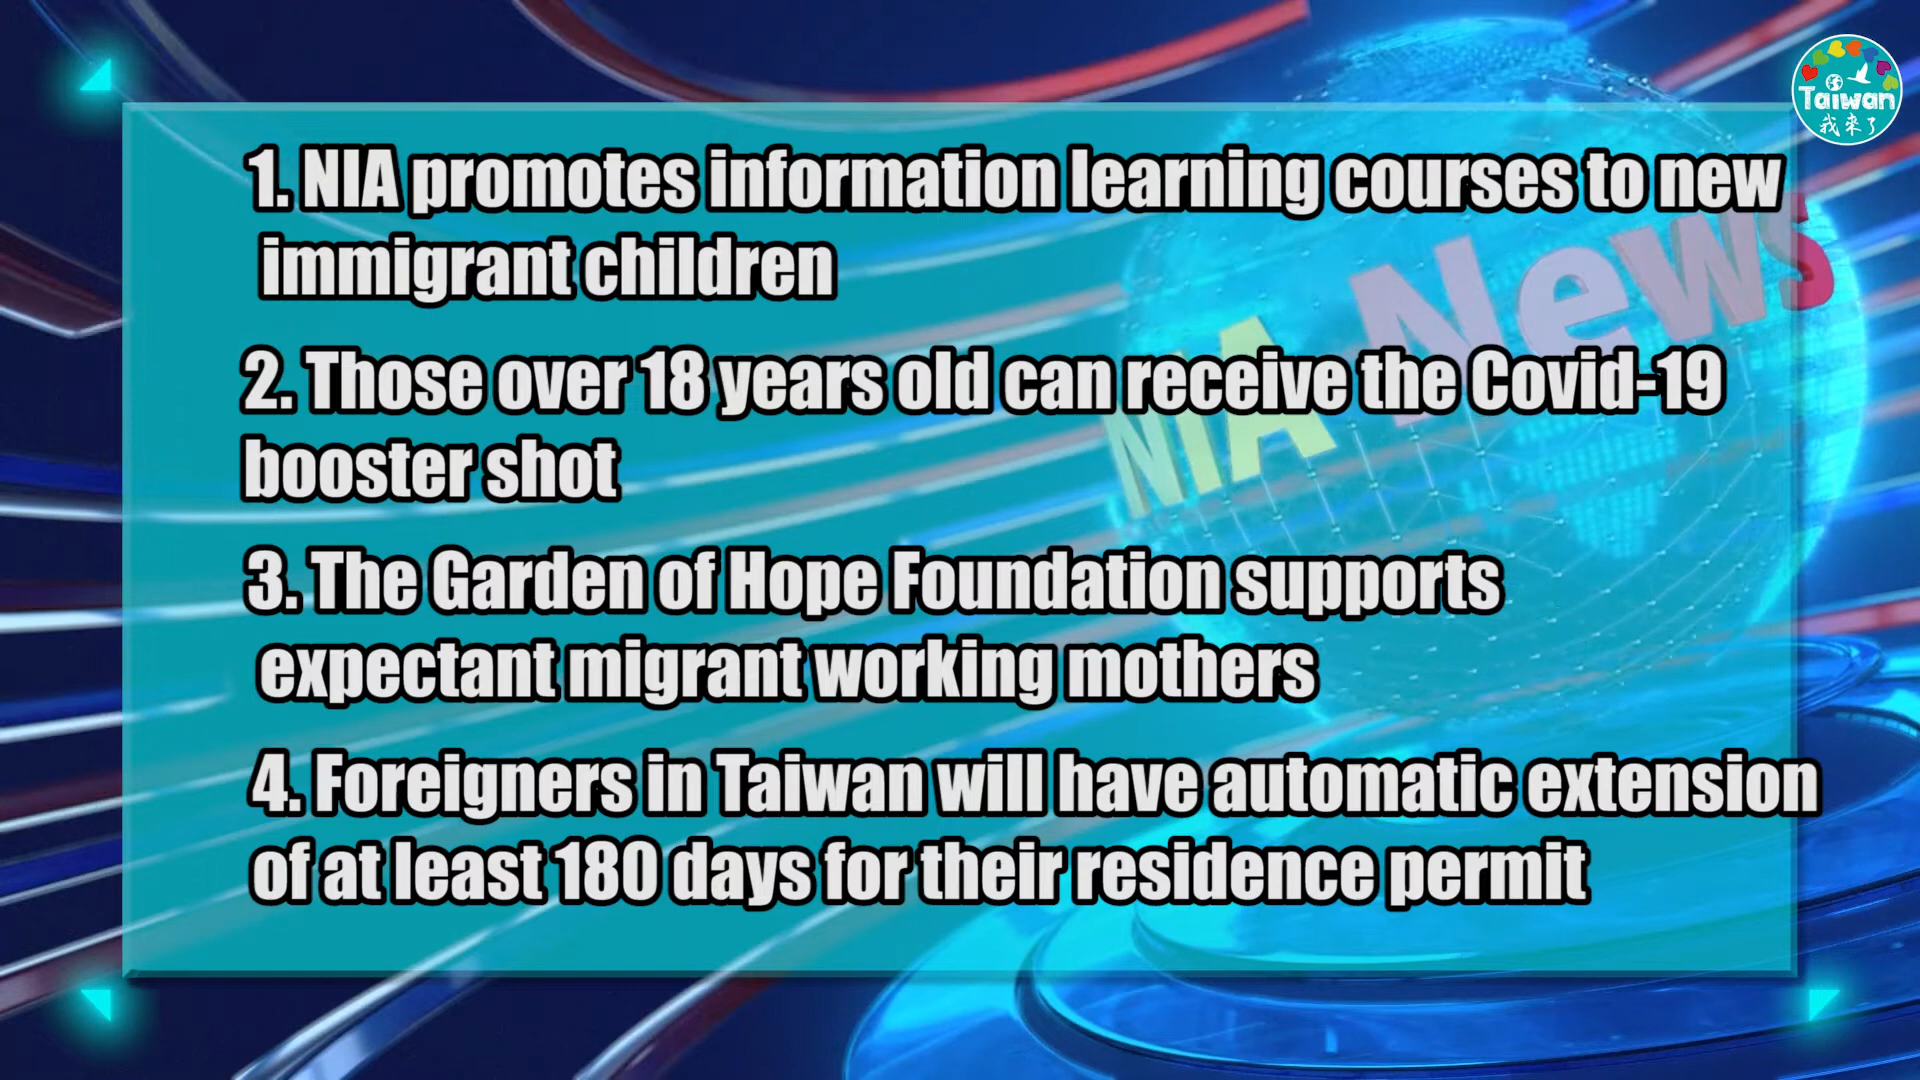 Taiwan
我來了
1. NIA promotes information learning courses to new
immigrant children
NIA News
2. Those over 18 years old can receive the Covid-19
booster shot
3. The Garden of Hope Foundation supports
expectant migrant working mothers
4. Foreigners in Taiwan will have automatic extension
of at least 180 days for their residence permit